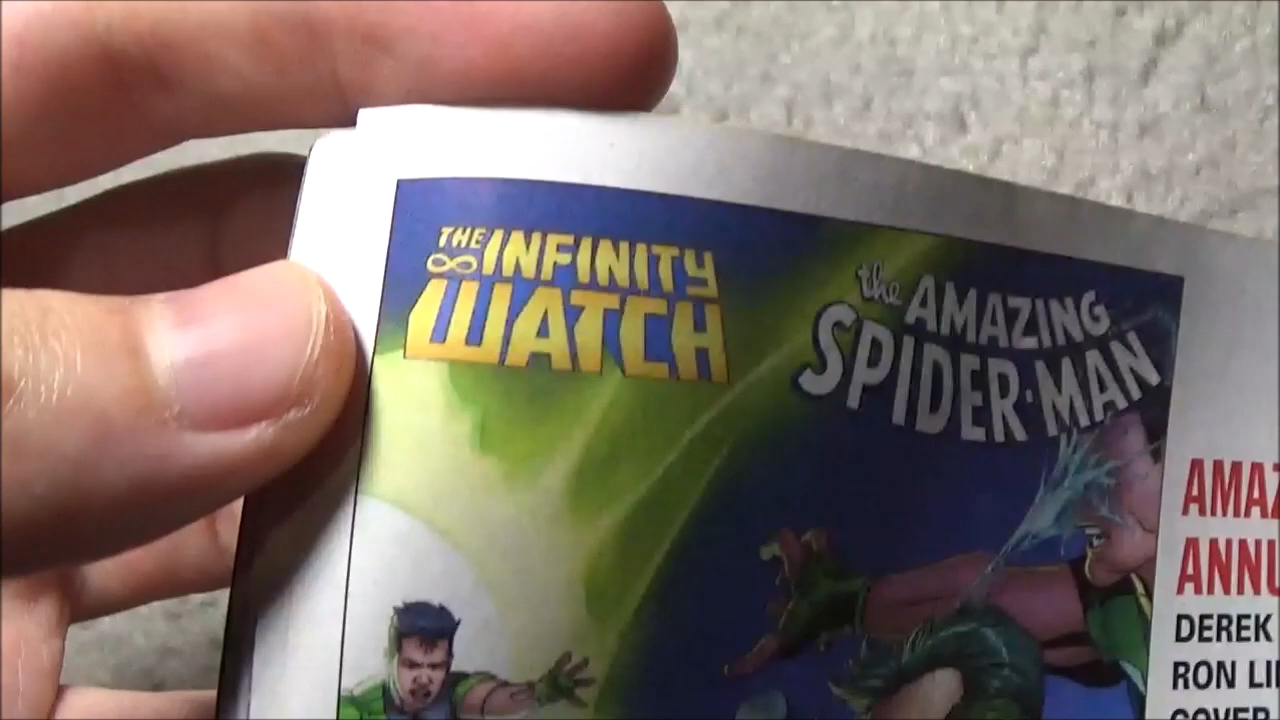 THE
∞ INFINITY
WATCH
the AMAZING
SPIDER-MAN
AMAZ
ANNU
DEREK
RON LI
COVER